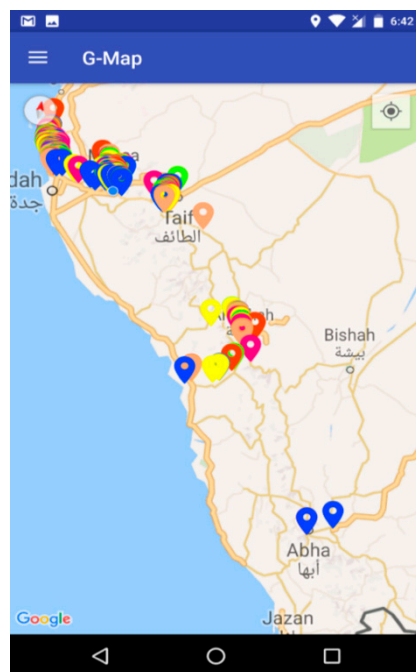 6:42
G-Map
dah
جدة
Taif
الطائف
Bishah
بيشة
Abha
أبها
Jazan
Google